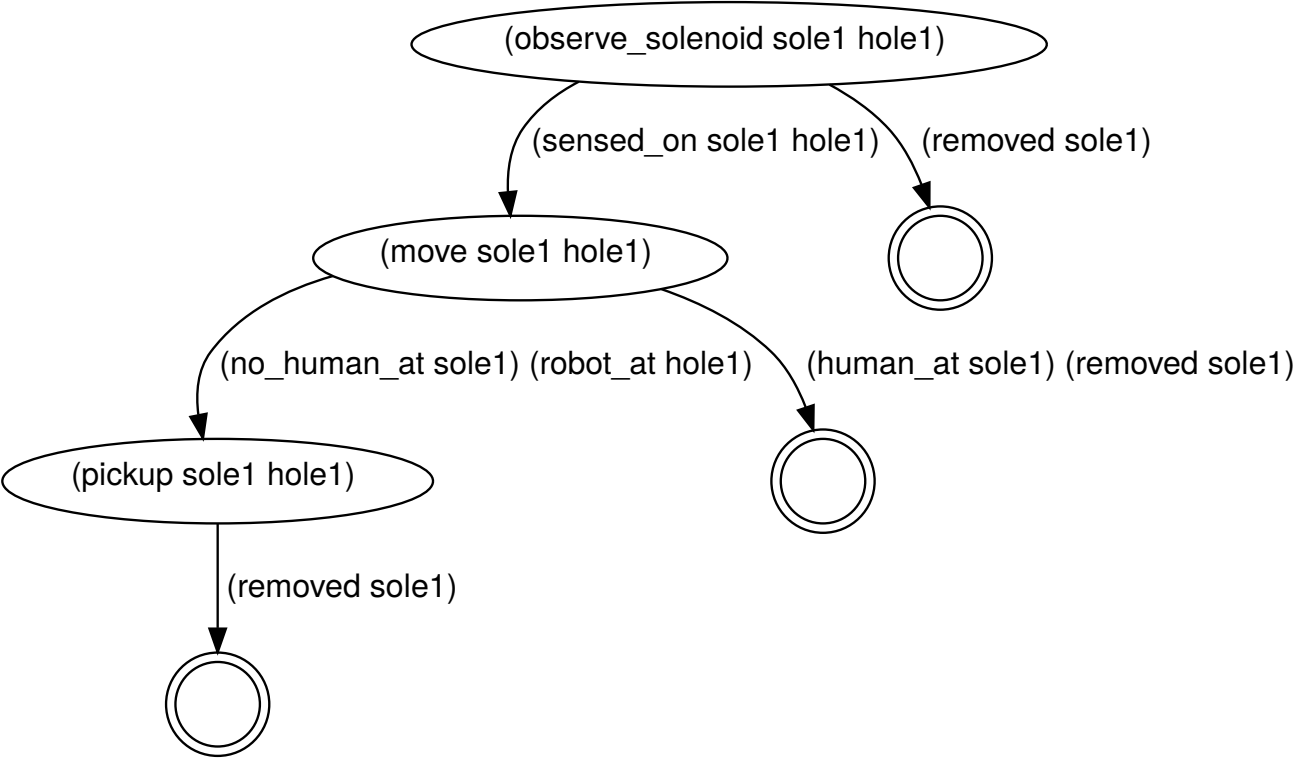 (observe_solenoid sole1 hole1)
(sensed_on sole1 hole1)
(removed sole1)
(move sole1 hole1)
(no_human_at sole1) (robot_at hole1)
(human_at sole1) (removed sole1)
(pickup sole1 hole1)
(removed sole1)